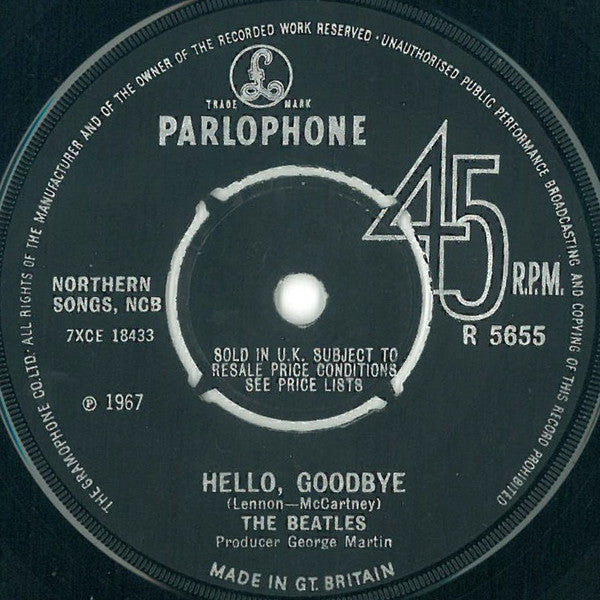 THE GRAMOPHONE CO. LTD. · ALL RIGHTS OF THE MANUFACTURER AND OF THE OWNER OF THE RECORDED WORK RESERVED · UNAUTHORISED PUBLIC PERFORMANCE BROADCASTING AND COPYING OF THIS RECORD PROHIBITED
£
TRADE MARK
PARLOPHONE
45
R.P.M.
NORTHERN
SONGS, NCB
7XCE 18433
R 5655
SOLD IN U.K. SUBJECT TO
RESALE PRICE CONDITIONS,
SEE PRICE LISTS
℗ 1967
HELLO, GOODBYE
(Lennon—McCartney)
THE BEATLES
Producer George Martin
MADE IN GT. BRITAIN